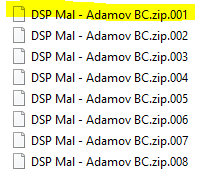 DSP Mal - Adamov BC.zip.001
DSP Mal - Adamov BC.zip.002
DSP Mal - Adamov BC.zip.003
DSP Mal - Adamov BC.zip.004
DSP Mal - Adamov BC.zip.005
DSP Mal - Adamov BC.zip.006
DSP Mal - Adamov BC.zip.007
DSP Mal - Adamov BC.zip.008